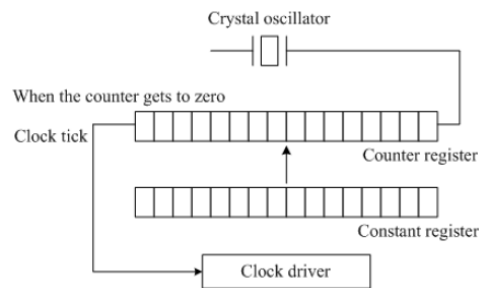 Crystal oscillator
When the counter gets to zero
Clock tick
Counter register
Constant register
Clock driver